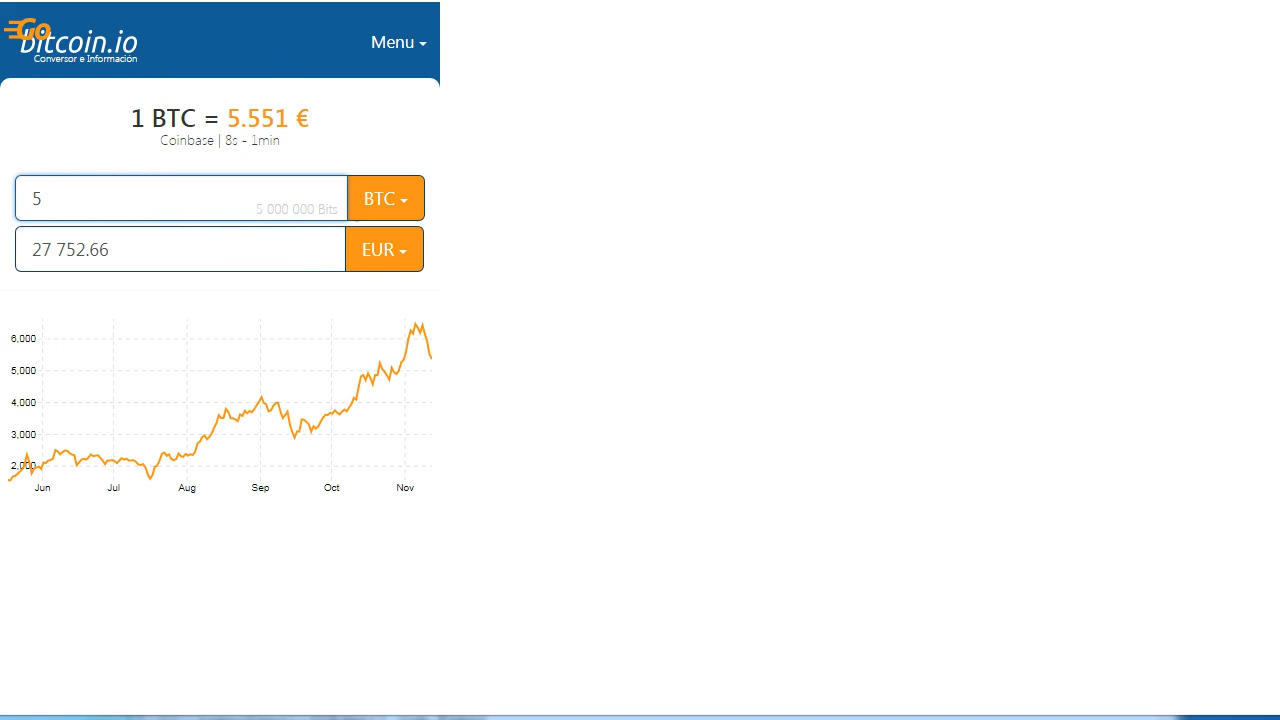 Go
bitcoin.io
Conversor e Información
Menu
1 BTC = 5.551 €
Coinbase | 8s - 1min
5
5 000 000 Bits
BTC
27 752.66
EUR
6,000
5,000
4,000
3,000
2,000
Jun Jul Aug Sep Oct Nov